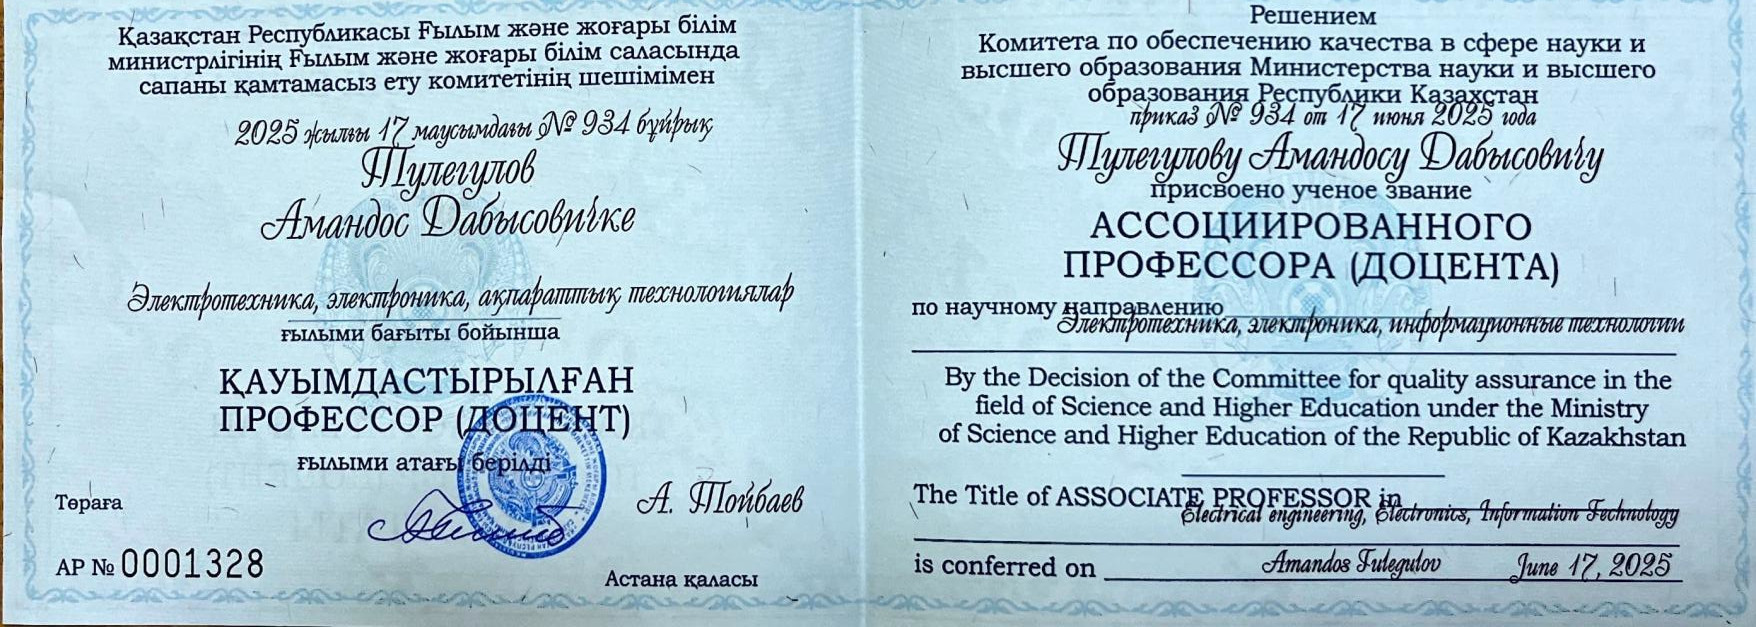 Қазақстан Республикасы Ғылым және жоғары білім
министрлігінің Ғылым және жоғары білім саласында
сапаны қамтамасыз ету комитетінің шешімімен
2025 жылғы 17 маусымдағы № 934 бұйрық
Тулегулов
Амандос Дабысовичке
Электротехника, электроника, ақпараттық технологиялар
ғылыми бағыты бойынша
ҚАУЫМДАСТЫРЫЛҒАН
ПРОФЕССОР (ДОЦЕНТ)
ғылыми атағы берілді
Төраға
А. Тойбаев
АР № 0001328
Астана қаласы
Решением
Комитета по обеспечению качества в сфере науки и
высшего образования Министерства науки и высшего
образования Республики Казахстан
приказ № 934 от 17 июня 2025 года
Тулегулову Амандосу Дабысовичу
присвоено ученое звание
АССОЦИИРОВАННОГО
ПРОФЕССОРА (ДОЦЕНТА)
по научному направлению
Электротехника, электроника, информационные технологии
By the Decision of the Committee for quality assurance in the
field of Science and Higher Education under the Ministry
of Science and Higher Education of the Republic of Kazakhstan
The Title of ASSOCIATE PROFESSOR in
Electrical engineering, Electronics, Information Technology
is conferred on Amandos Tulegulov June 17, 2025